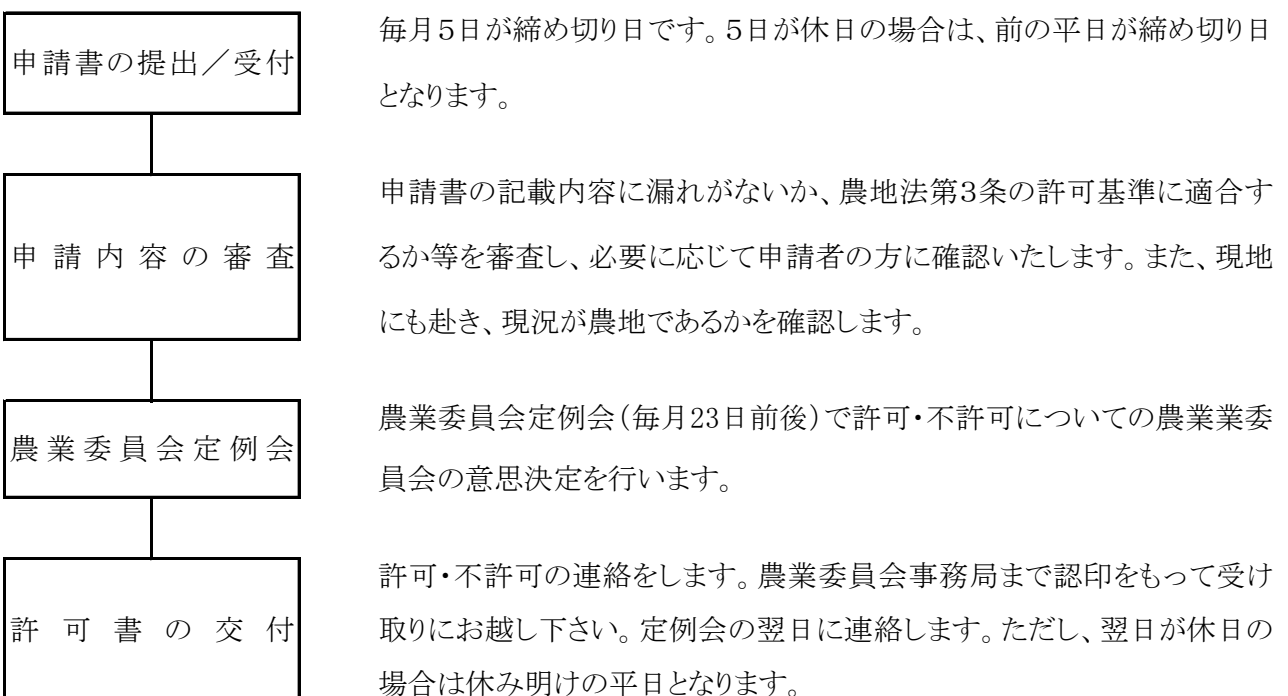 申請書の提出／受付
毎月５日が締め切り日です。５日が休日の場合は、前の平日が締め切り日
となります。
申請内容の審査
申請書の記載内容に漏れがないか、農地法第３条の許可基準に適合す
るか等を審査し、必要に応じて申請者の方に確認いたします。また、現地
にも赴き、現況が農地であるかを確認します。
農業委員会定例会
農業委員会定例会（毎月23日前後）で許可・不許可についての農業業委
員会の意思決定を行います。
許可書の交付
許可・不許可の連絡をします。農業委員会事務局まで認印をもって受け
取りにお越し下さい。定例会の翌日に連絡します。ただし、翌日が休日の
場合は休み明けの平日となります。